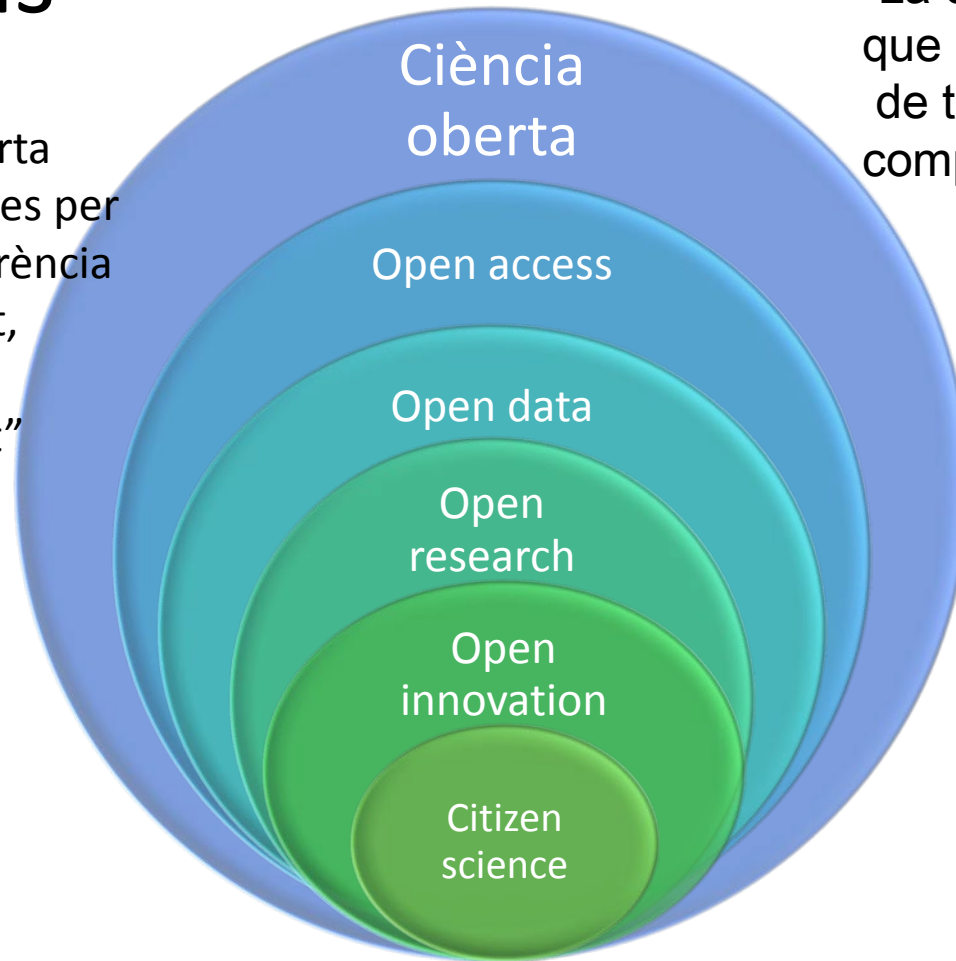 Ciència
oberta
que
de t
comp
rta
es per
rència
t,
”
Open access
Open data
Open
research
Open
innovation
Citizen
science